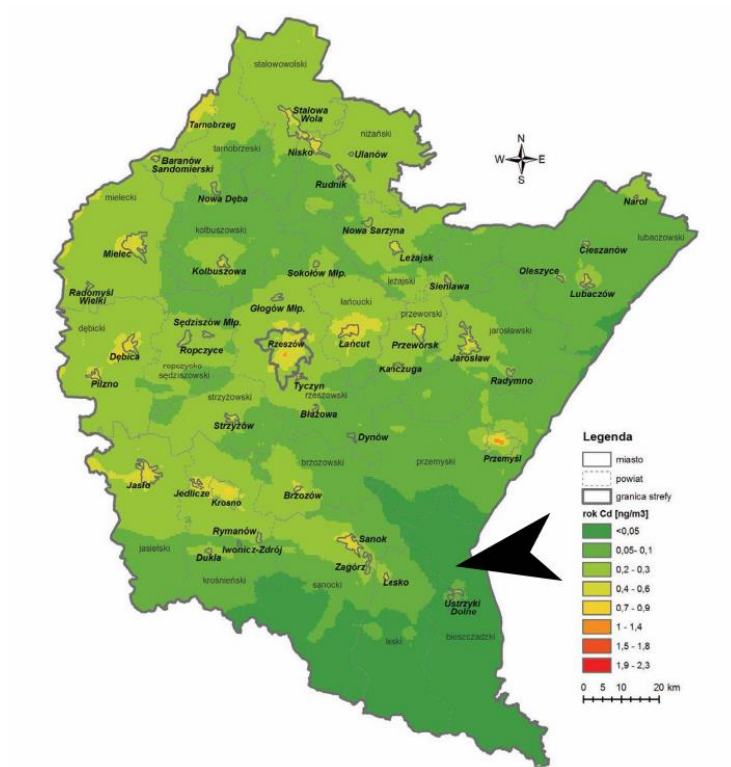 stalowowolski
Stalowa
Wola
Tarnobrzeg
niżański
tarnobrzeski
Nisko
Ulanów
Baranów
Sandomierski
Rudnik
N
W E
S
mielecki
Nowa Dęba
Narol
Nowa Sarzyna
kolbuszowski
Cieszanów
lubaczowski
Mielec
Leżajsk
Kolbuszowa
Sokołów Młp.
Oleszyce
leżajski
Sieniawa
Lubaczów
Radomyśl
Wielki
Głogów Młp.
łańcucki
przeworski
dębicki
Sędziszów Młp.
jarosławski
Rzeszów
Łańcut
Przeworsk
Dębica
Ropczycе
Jarosław
ropczycko
sędziszowski
Kańczuga
Pilzno
Radymno
Tyczyn
rzeszowski
strzyżowski
Błażowa
Strzyżów
Dynów
Przemyśl
brzozowski
przemyski
Jasło
Jedlicze
Krosno
Brzozów
Rymanów
Sanok
jasielski
Iwonicz-Zdrój
Dukla
Zagórz
krośnieński
sanocki
Lesko
Ustrzyki
Dolne
leski
bieszczadzki
Legenda
miasto
powiat
granica strefy
rok Cd [ng/m3]
<0,05
0,05- 0,1
0,2 - 0,3
0,4 - 0,6
0,7 - 0,9
1 - 1,4
1,5 - 1,8
1,9 - 2,3
0 5 10 20 km